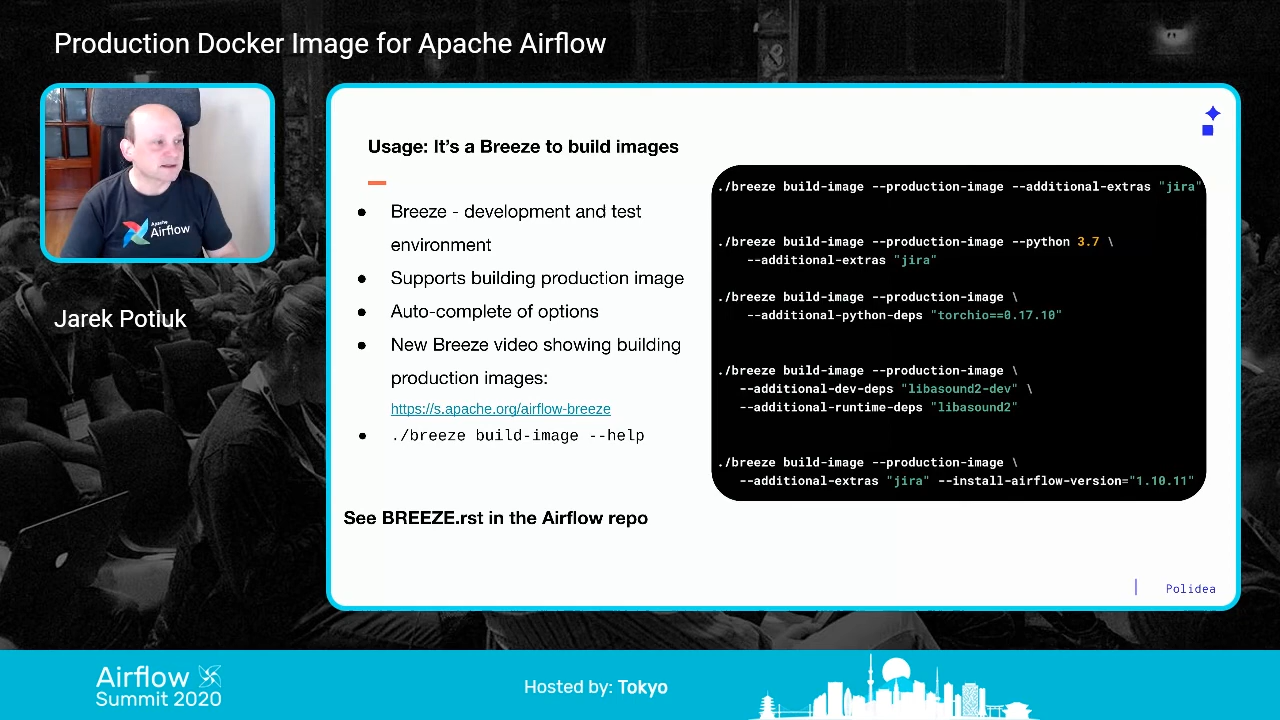 Production Docker Image for Apache Airflow
Apache
Airflow
Jarek Potiuk
Usage: It's a Breeze to build images
● Breeze - development and test
environment
● Supports building production image
● Auto-complete of options
● New Breeze video showing building
production images:
https://s.apache.org/airflow-breeze
● ./breeze build-image --help
See BREEZE.rst in the Airflow repo
./breeze build-image --production-image --additional-extras "jira"
./breeze build-image --production-image --python 3.7 \
--additional-extras "jira"
./breeze build-image --production-image \
--additional-python-deps "torchio==0.17.10"
./breeze build-image --production-image \
--additional-dev-deps "libasound2-dev" \
--additional-runtime-deps "libasound2"
./breeze build-image --production-image \
--additional-extras "jira" --install-airflow-version="1.10.11"
Polidea
Airflow
Summit 2020
Hosted by: Tokyo